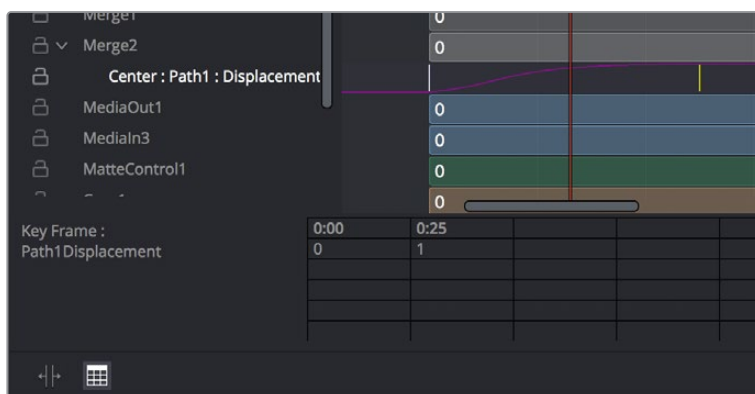 Merge1 0
Merge2 0
Center : Path1 : Displacement
MediaOut1 0
MediaIn3 0
MatteControl1 0
0
Key Frame : 0:00 0:25
Path1Displacement 0 1